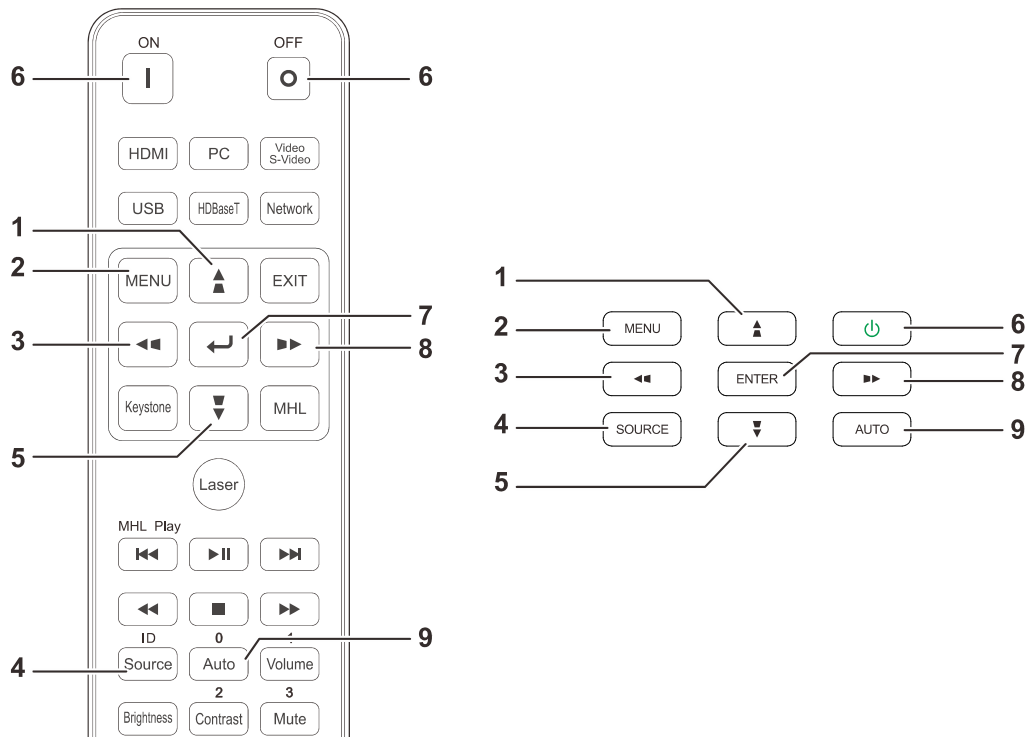 ON OFF
6 6
HDMI PC Video S-Video
USB HDBaseT Network
1
2 MENU EXIT
3
7
8
Keystone MHL
5
Laser
MHL Play
ID 0
4 Source Auto Volume 9
2 3
Brightness Contrast Mute
1
2 MENU 6
7
3 ENTER 8
4 SOURCE AUTO 9
5